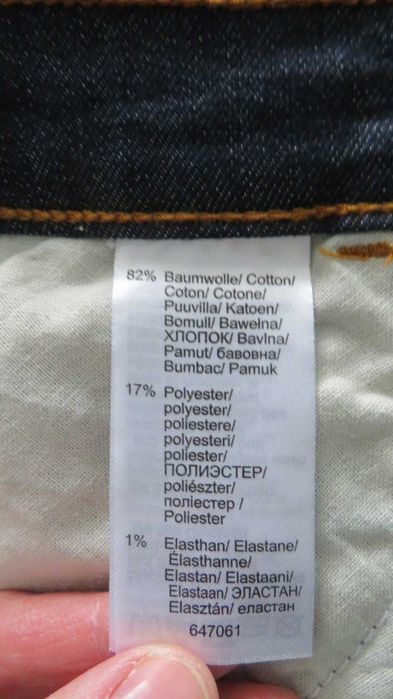 82% Baumwolle/ Cotton/
Coton/ Cotone/
Puuvilla/ Katoen/
Bomull/ Bawełna/
ХЛОПОК/ Bavlna/
Pamut/ бавовна/
Bumbac/ Pamuk
17% Polyester/
polyester/
poliestere/
polyesteri/
poliester/
ПОЛИЭСТЕР/
poliészter/
поліестер /
Poliester
1% Elasthan/ Elastane/
Élasthanne/
Elastan/ Elastaani/
Elastaan/ ЭЛАСТАН/
Elasztán/ еластан
647061